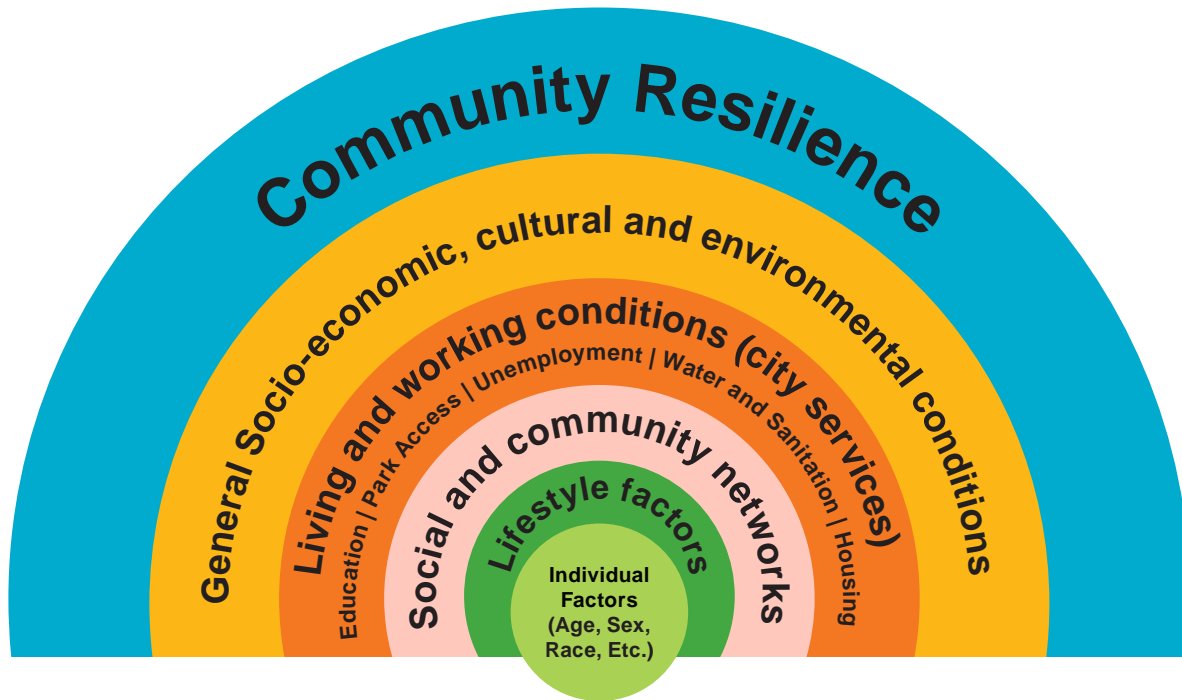 Community Resilience
General Socio-economic, cultural and environmental conditions
Living and working conditions (city services)
Education | Park Access | Unemployment | Water and Sanitation | Housing
Social and community networks
Lifestyle factors
Individual
Factors
(Age, Sex,
Race, Etc.)